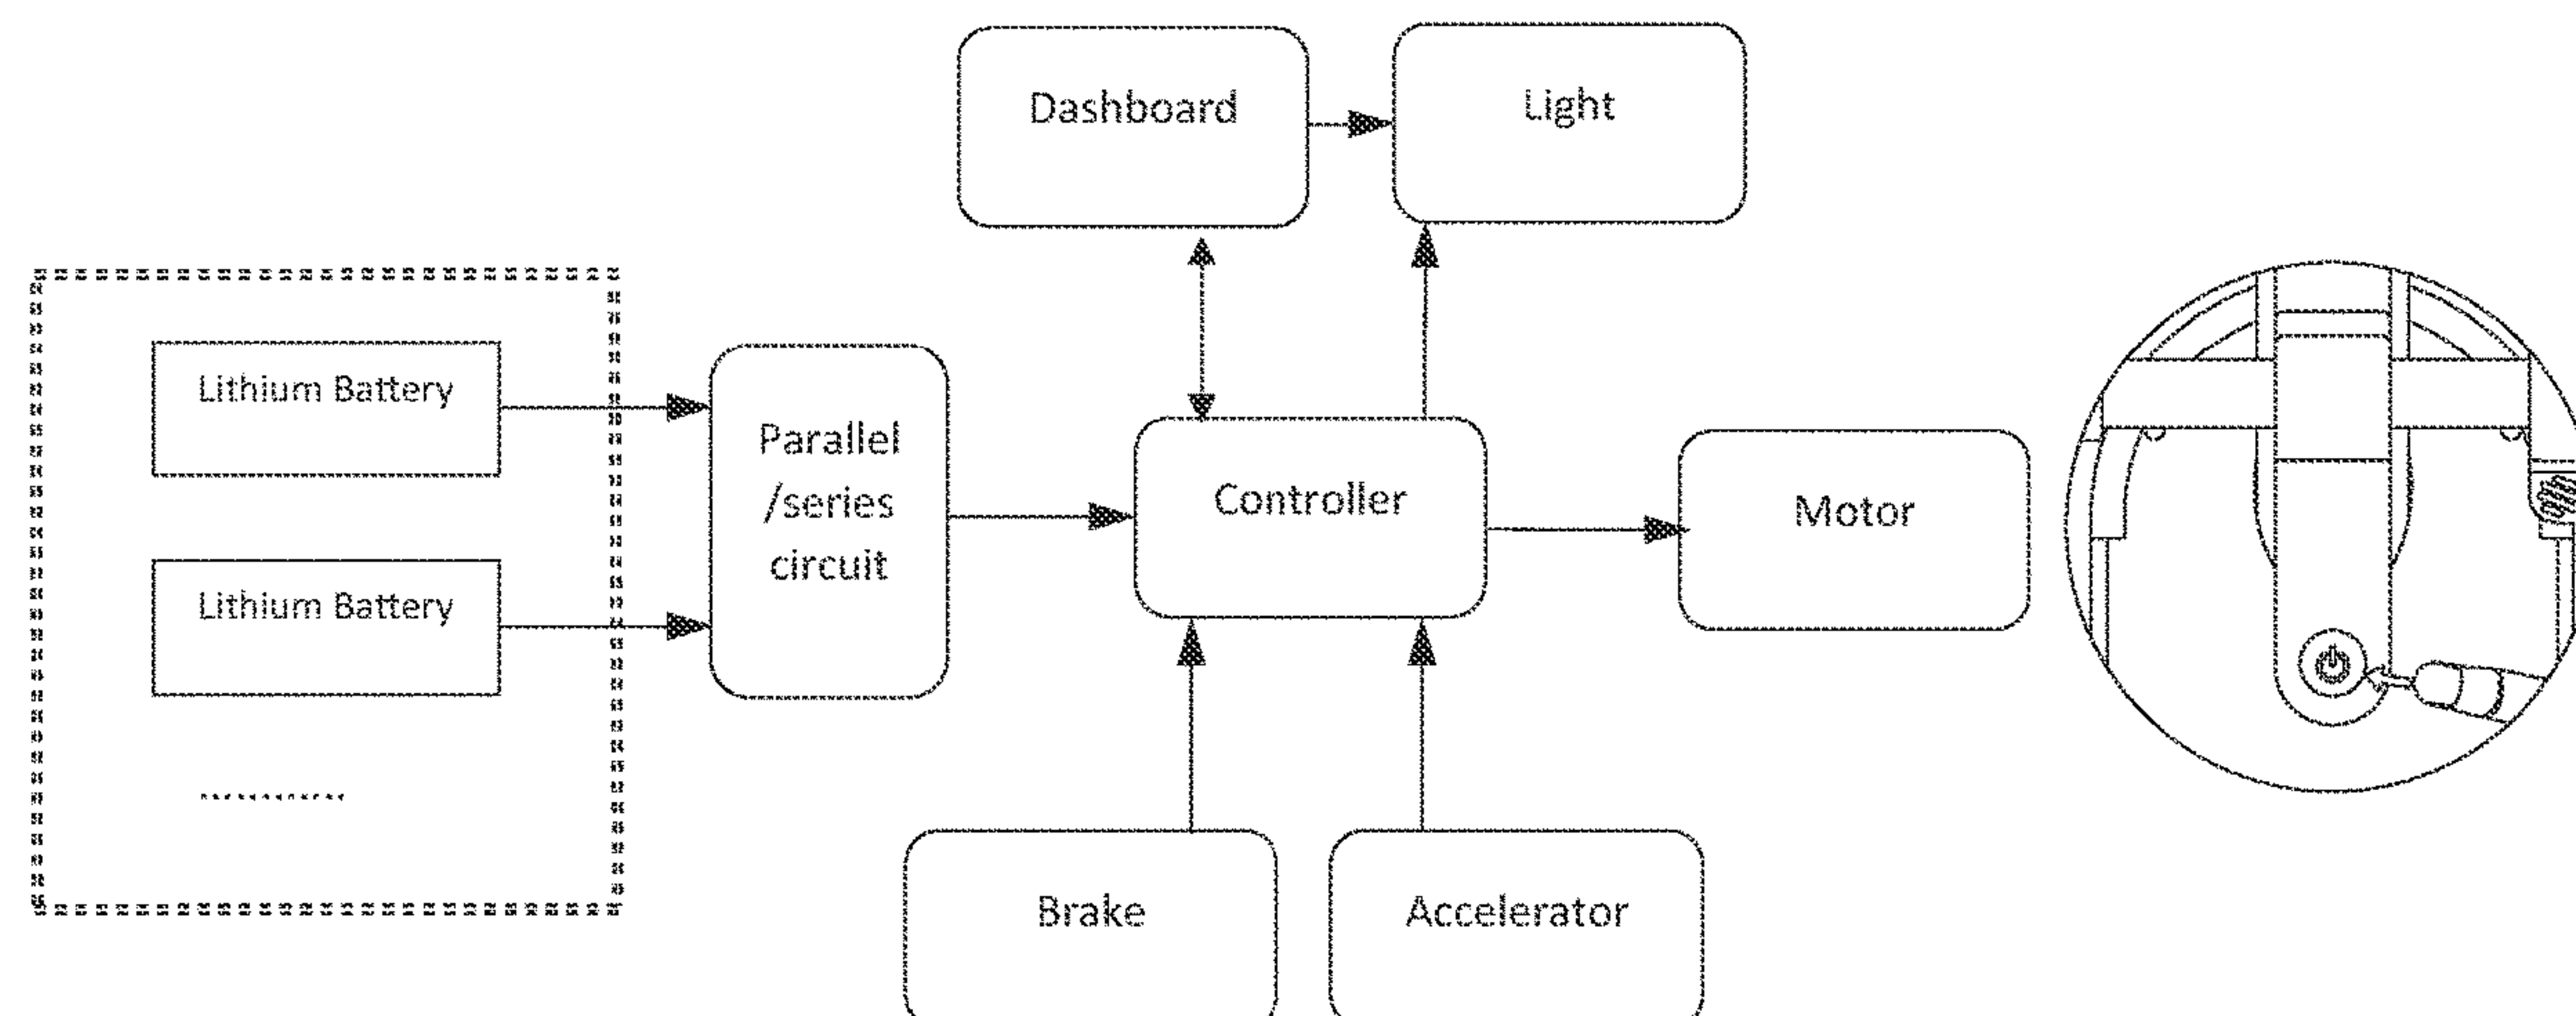 Dashboard
Light
Lithium Battery
Parallel
/series
circuit
Lithium Battery
Controller
Motor
Brake
Accelerator